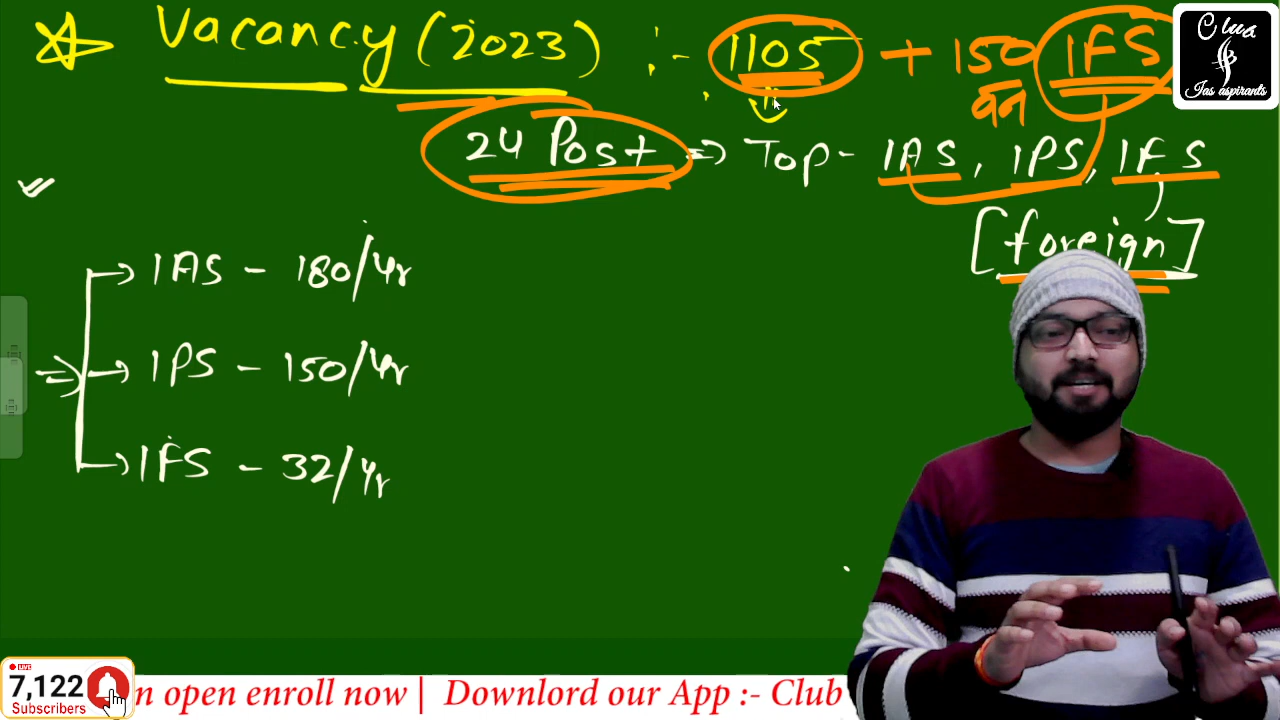 Vacancy (2023) :- 1105 + 150 IFS
वन
24 Post => Top - IAS, IPS, IFS
[foreign]
IAS - 180/Yr
=> IPS - 150/Yr
IFS - 32/Yr
Club
Ias aspirants
LIVE
7,122
Subscribers
n open enroll now | Downlord our App :- Club